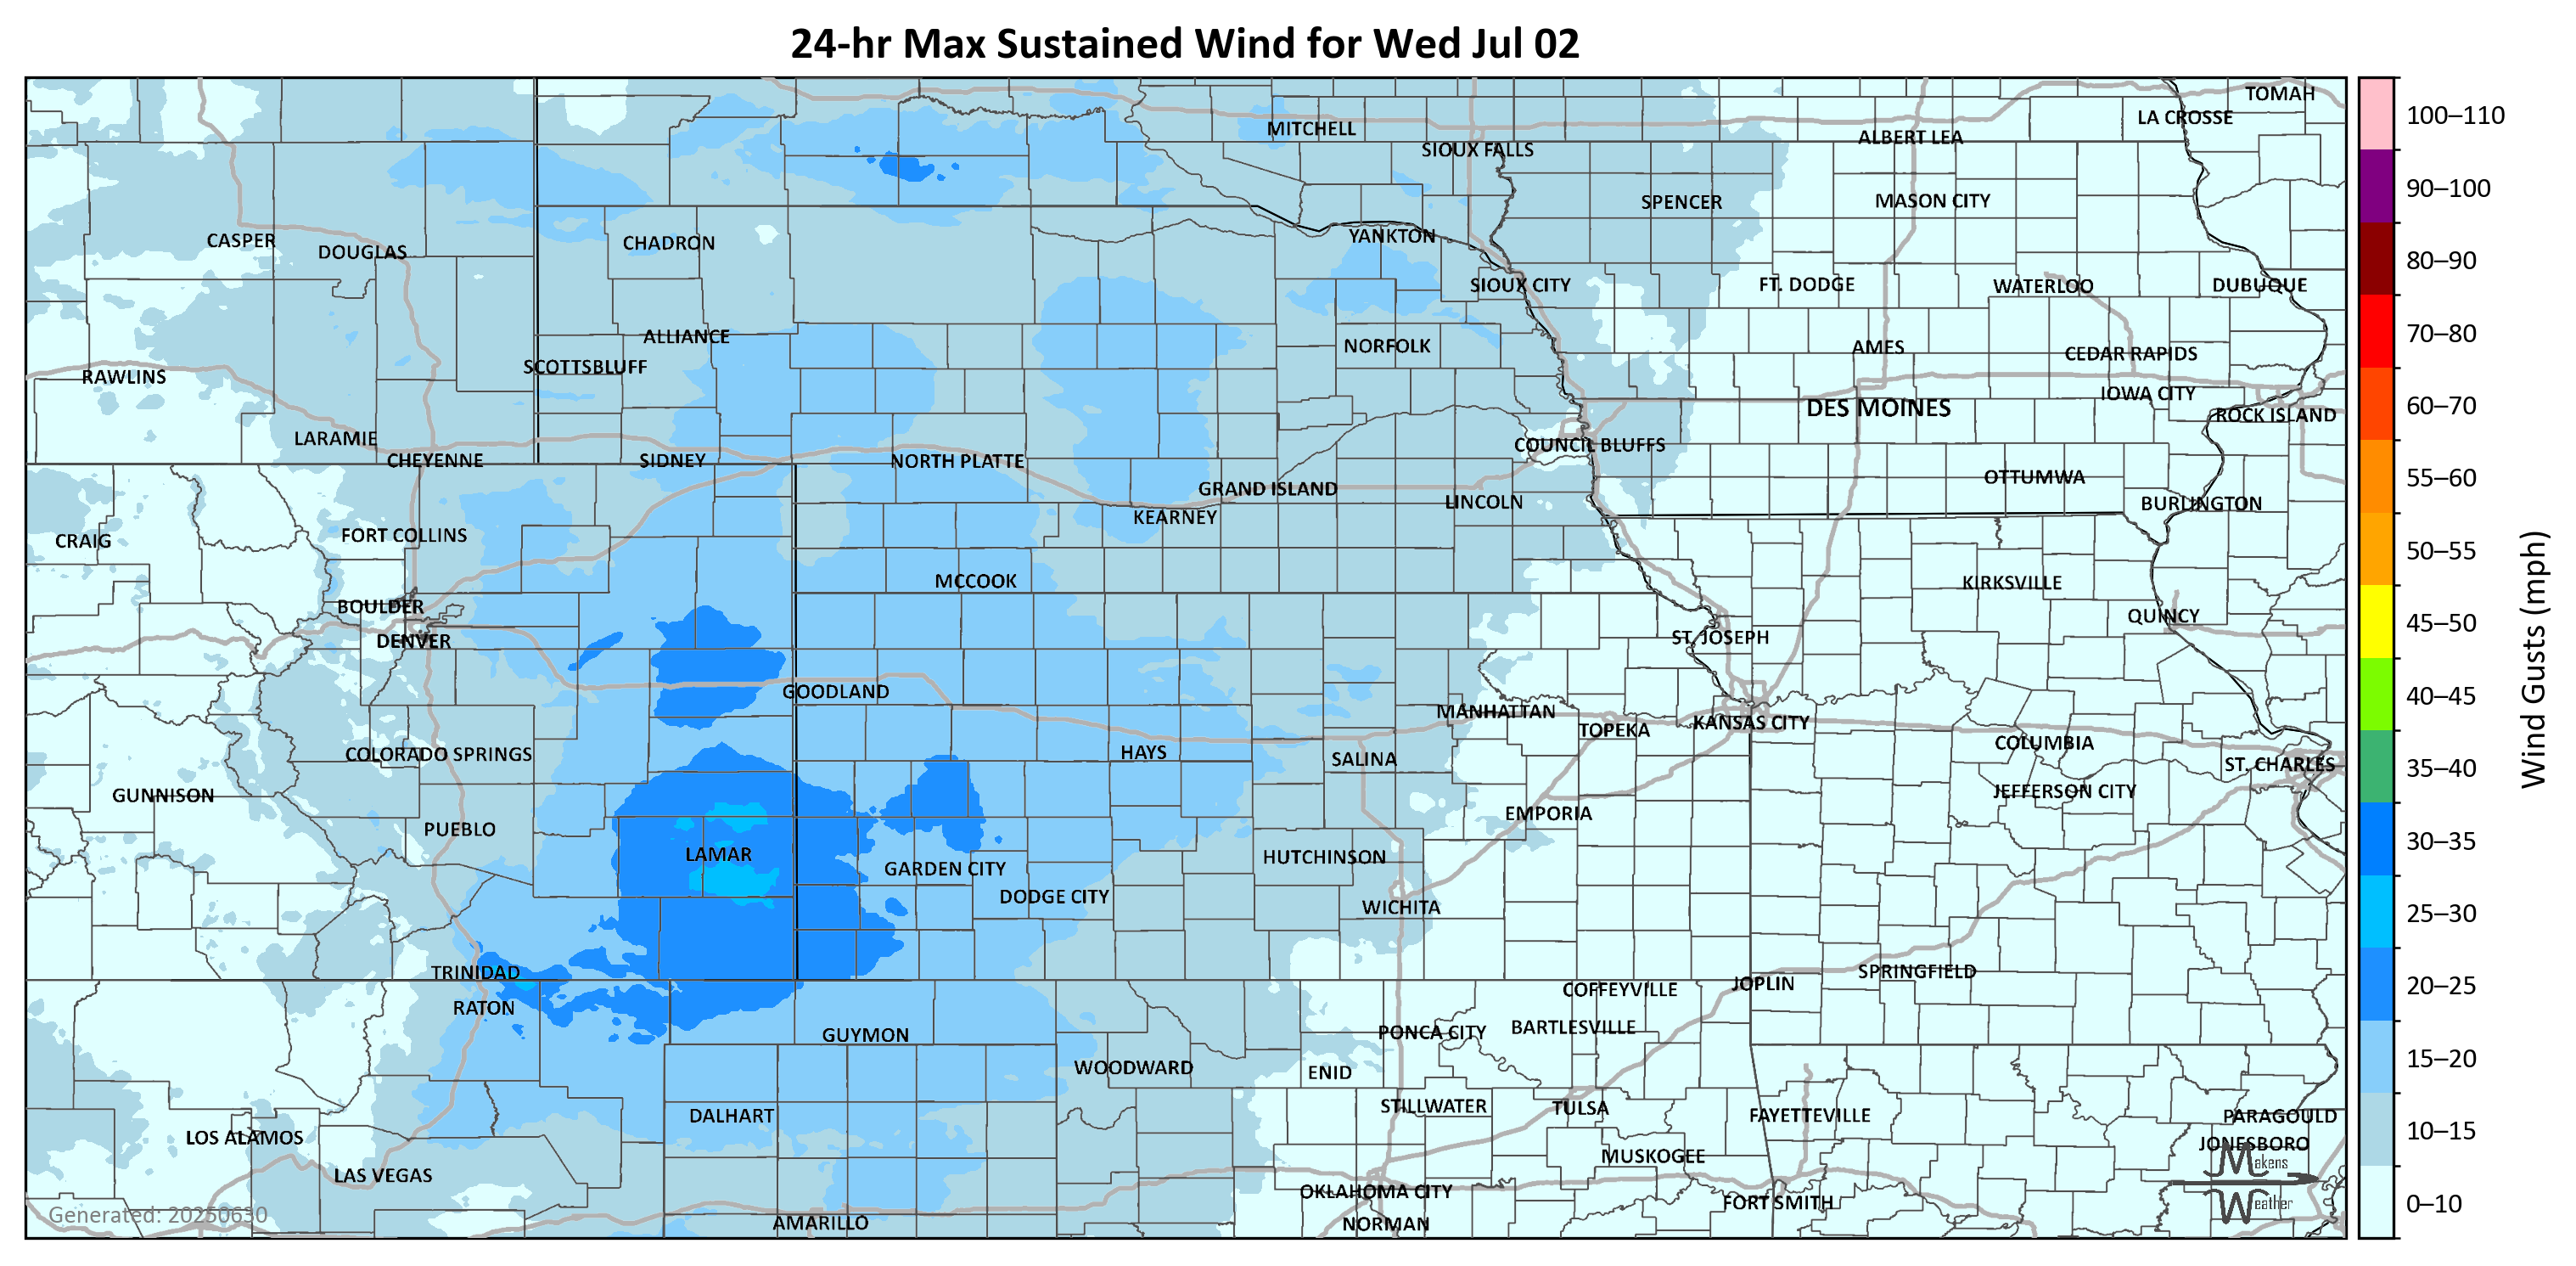 24-hr Max Sustained Wind for Wed Jul 02
TOMAH
LA CROSSE
MITCHELL
ALBERT LEA
SIOUX FALLS
SPENCER
MASON CITY
CASPER
DOUGLAS
CHADRON
YANKTON
SIOUX CITY
FT. DODGE
WATERLOO
DUBUQUE
ALLIANCE
NORFOLK
AMES
CEDAR RAPIDS
SCOTTSBLUFF
RAWLINS
IOWA CITY
DES MOINES
ROCK ISLAND
LARAMIE
COUNCIL BLUFFS
CHEYENNE
SIDNEY
NORTH PLATTE
OTTUMWA
GRAND ISLAND
LINCOLN
BURLINGTON
KEARNEY
CRAIG
FORT COLLINS
MCCOOK
KIRKSVILLE
BOULDER
QUINCY
DENVER
ST. JOSEPH
GOODLAND
MANHATTAN
TOPEKA
KANSAS CITY
COLUMBIA
COLORADO SPRINGS
HAYS
SALINA
ST. CHARLES
GUNNISON
JEFFERSON CITY
EMPORIA
PUEBLO
LAMAR
HUTCHINSON
GARDEN CITY
DODGE CITY
WICHITA
TRINIDAD
SPRINGFIELD
JOPLIN
COFFEYVILLE
RATON
GUYMON
PONCA CITY
BARTLESVILLE
WOODWARD
ENID
STILLWATER
TULSA
DALHART
FAYETTEVILLE
PARAGOULD
LOS ALAMOS
JONESBORO
MUSKOGEE
LAS VEGAS
OKLAHOMA CITY
FORT SMITH
AMARILLO
NORMAN
Generated: 20250630
Makens
Weather
100–110
90–100
80–90
70–80
60–70
55–60
50–55
45–50
40–45
35–40
30–35
25–30
20–25
15–20
10–15
0–10
Wind Gusts (mph)